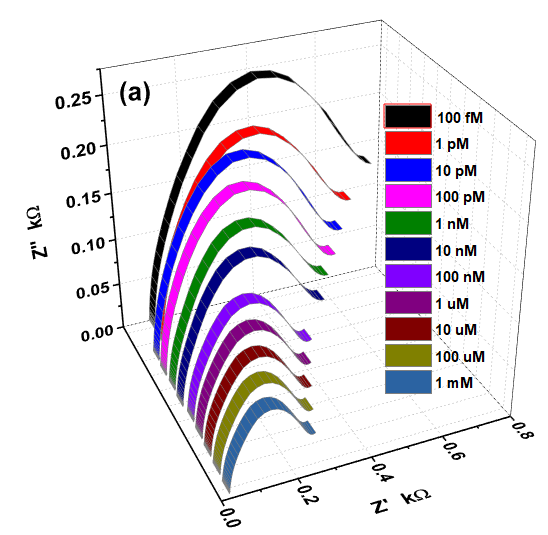 (a)
0.25
0.20
0.15
0.10
0.05
0.00
Z'' kΩ
100 fM
1 pM
10 pM
100 pM
1 nM
10 nM
100 nM
1 uM
10 uM
100 uM
1 mM
0.0
0.2
0.4
0.6
0.8
Z' kΩ